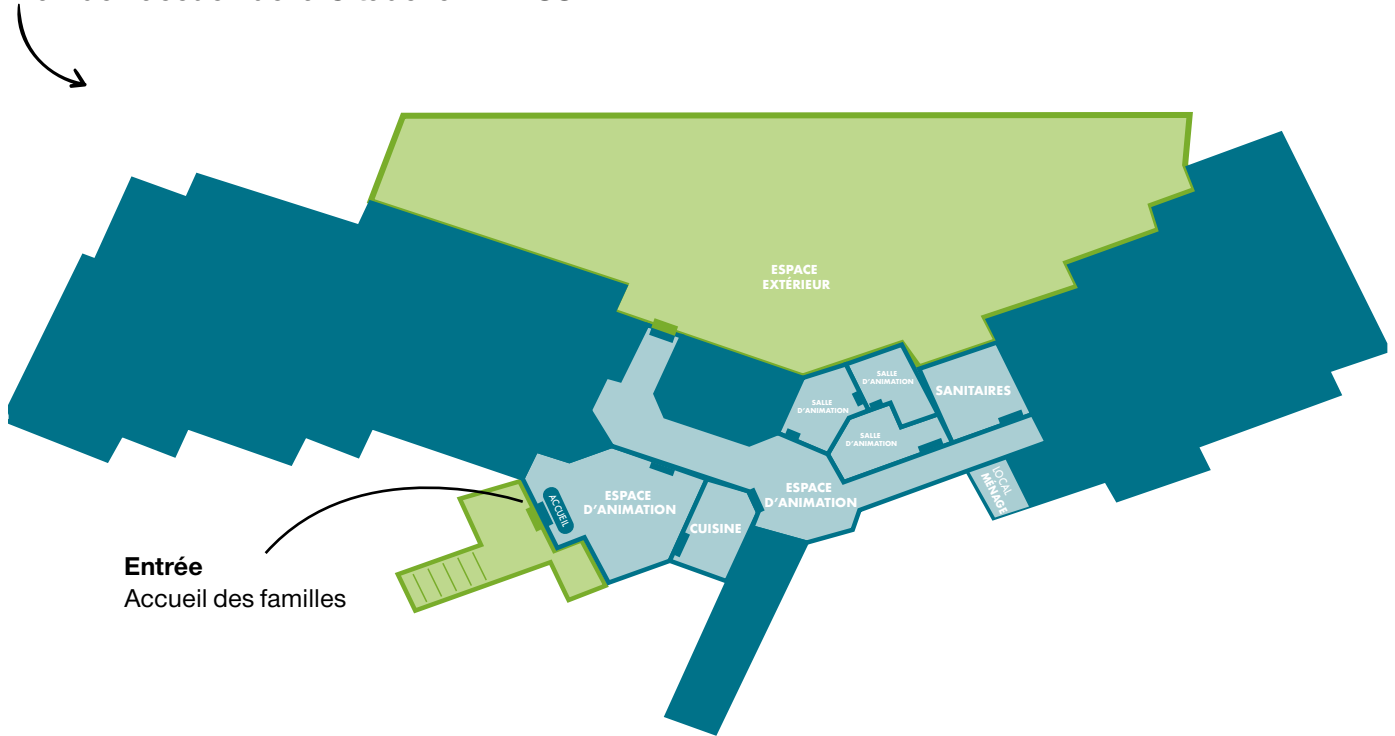 ESPACE
EXTÉRIEUR
SALLE
D'ANIMATION
SALLE
D'ANIMATION
SANITAIRES
SALLE
D'ANIMATION
LOCAL
MÉNAGE
ESPACE
D'ANIMATION
ESPACE
D'ANIMATION
ACCUEIL
CUISINE
Entrée
Accueil des familles